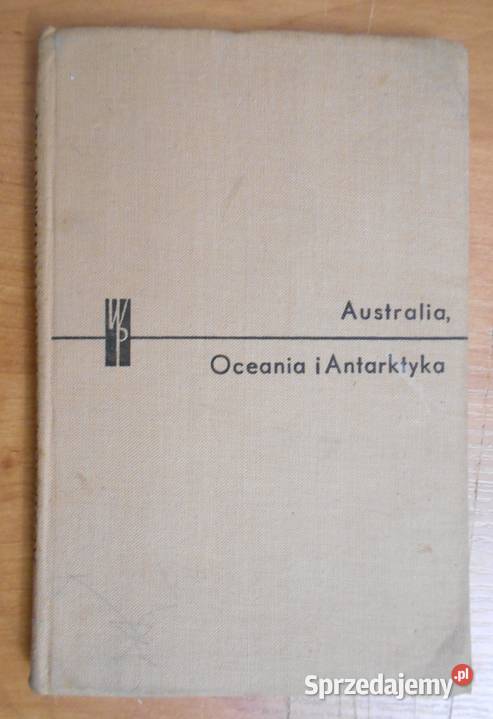 WP
Australia,
Oceania i Antarktyka
Sprzedajemy.pl